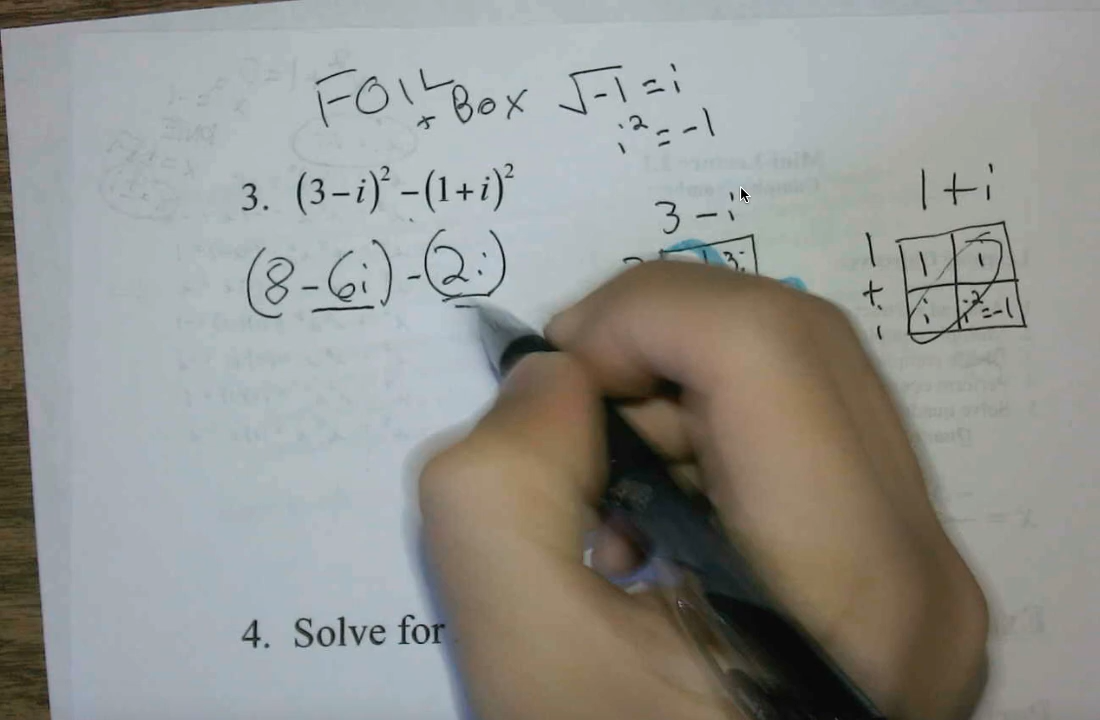 FOIL + BOX √-1 = i
i² = -1
3. (3-i)² - (1+i)²
(8-6i) - (2i)
3 - i
3i
1 + i
1
+
i
1 i
i i²=-1
4. Solve for